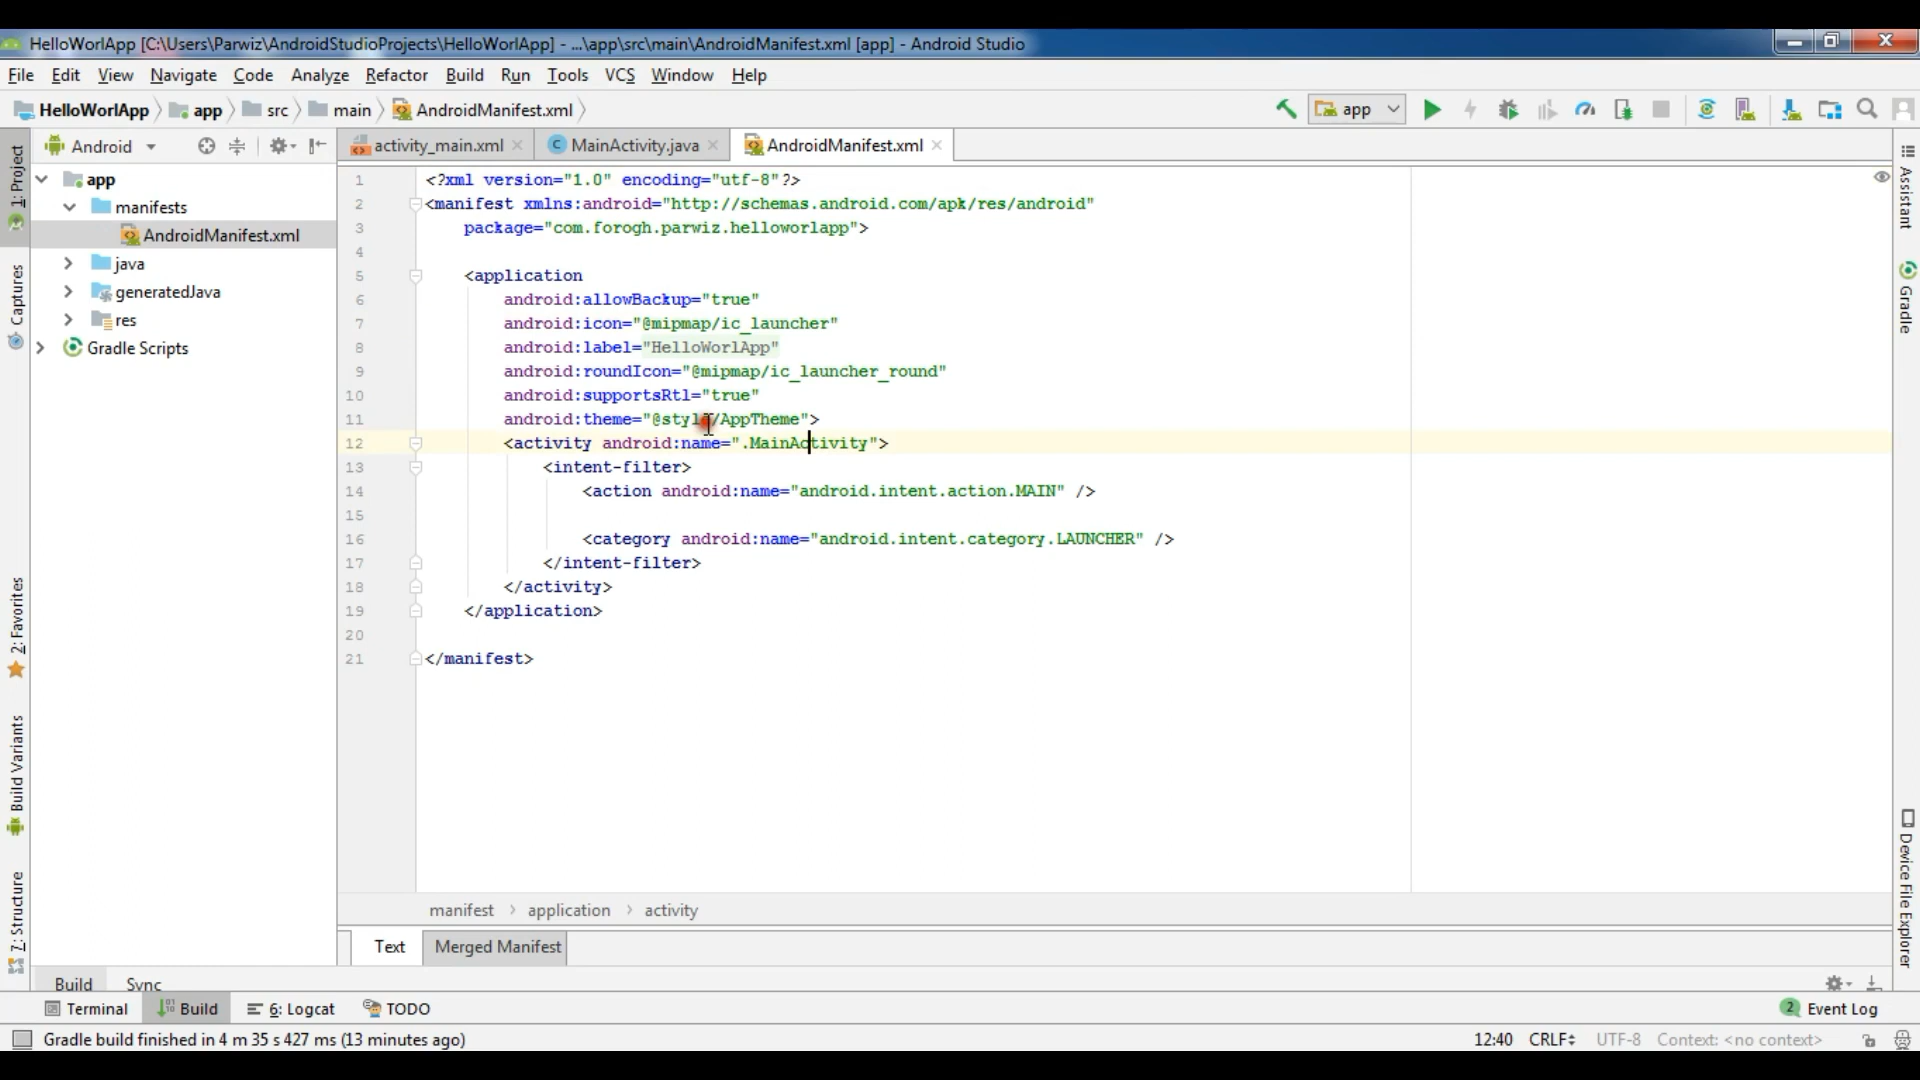 HelloWorlApp [C:\Users\Parwiz\AndroidStudioProjects\HelloWorlApp] - ...\app\src\main\AndroidManifest.xml [app] - Android Studio
File Edit View Navigate Code Analyze Refactor Build Run Tools VCS Window Help
HelloWorlApp app src main AndroidManifest.xml
app
1: Project
Captures
2: Favorites
Build Variants
7: Structure
Android
app
manifests
AndroidManifest.xml
java
generatedJava
res
Gradle Scripts
activity_main.xml MainActivity.java AndroidManifest.xml
1 <?xml version="1.0" encoding="utf-8"?>
2 <manifest xmlns:android="http://schemas.android.com/apk/res/android"
3 package="com.forogh.parwiz.helloworlapp">
4
5 <application
6 android:allowBackup="true"
7 android:icon="@mipmap/ic_launcher"
8 android:label="HelloWorlApp"
9 android:roundIcon="@mipmap/ic_launcher_round"
10 android:supportsRtl="true"
11 android:theme="@style/AppTheme">
12 <activity android:name=".MainActivity">
13 <intent-filter>
14 <action android:name="android.intent.action.MAIN" />
15
16 <category android:name="android.intent.category.LAUNCHER" />
17 </intent-filter>
18 </activity>
19 </application>
20
21 </manifest>
manifest application activity
Text Merged Manifest
Assistant
Gradle
Device File Explorer
Build Sync
Terminal Build 6: Logcat TODO
2 Event Log
Gradle build finished in 4 m 35 s 427 ms (13 minutes ago)
12:40 CRLF UTF-8 Context: <no context>